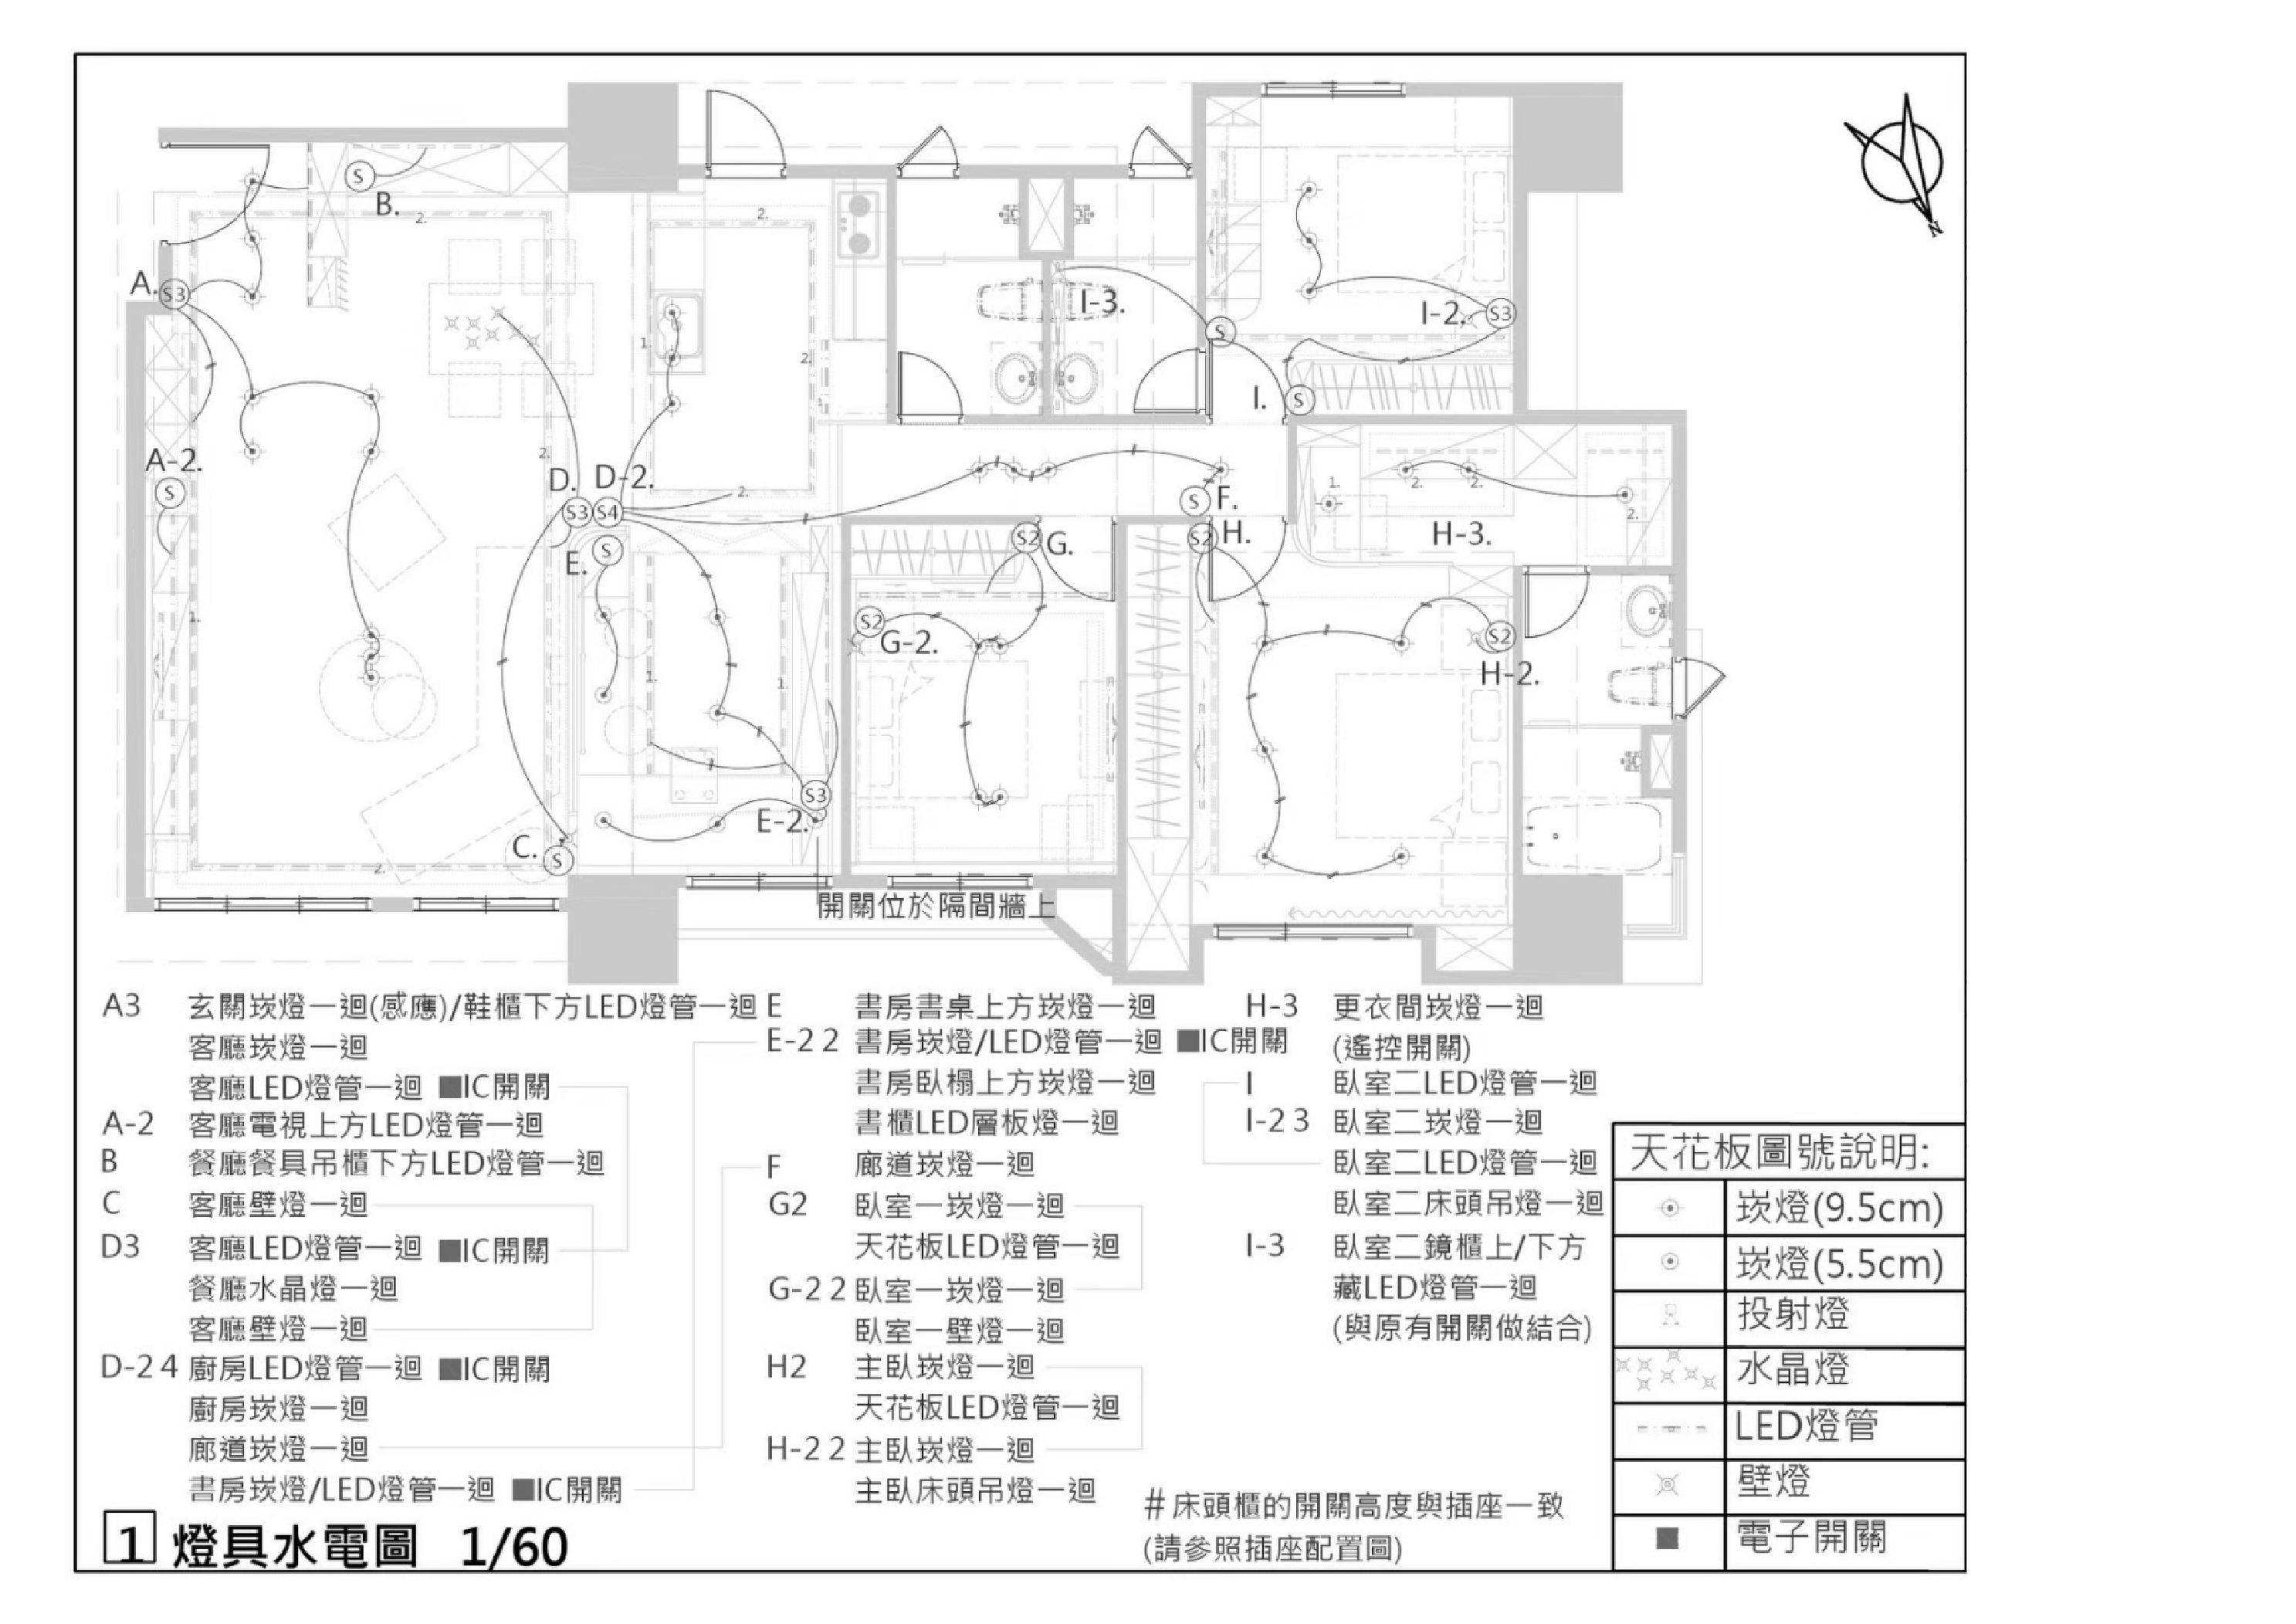 S
B.
2.
2.
A.
S3
I-3.
I-2.
S3
S
1.
2.
I.
S
2.
A-2.
S
D.
D-2.
S3
S4
2.
S
F.
1.
2.
2.
2.
H-3.
S
E.
S2
G.
S2
H.
1.
S2
G-2.
S2
H-2.
1.
1.
S3
E-2.
C.
S
2.
N
開關位於隔間牆上
A3 玄關崁燈一迴(感應)/鞋櫃下方LED燈管一迴
客廳崁燈一迴
客廳LED燈管一迴 ■IC開關
A-2 客廳電視上方LED燈管一迴
B 餐廳餐具吊櫃下方LED燈管一迴
C 客廳壁燈一迴
D3 客廳LED燈管一迴 ■IC開關
餐廳水晶燈一迴
客廳壁燈一迴
D-2 4 廚房LED燈管一迴 ■IC開關
廚房崁燈一迴
廊道崁燈一迴
書房崁燈/LED燈管一迴 ■IC開關
E 書房書桌上方崁燈一迴
E-2 2 書房崁燈/LED燈管一迴 ■IC開關
書房臥榻上方崁燈一迴
書櫃LED層板燈一迴
F 廊道崁燈一迴
G2 臥室一崁燈一迴
天花板LED燈管一迴
G-2 2 臥室一崁燈一迴
臥室一壁燈一迴
H2 主臥崁燈一迴
天花板LED燈管一迴
H-2 2 主臥崁燈一迴
主臥床頭吊燈一迴
H-3 更衣間崁燈一迴
(遙控開關)
I 臥室二LED燈管一迴
I-2 3 臥室二崁燈一迴
臥室二LED燈管一迴
臥室二床頭吊燈一迴
I-3 臥室二鏡櫃上/下方
藏LED燈管一迴
(與原有開關做結合)
#床頭櫃的開關高度與插座一致
(請參照插座配置圖)
天花板圖號說明:
崁燈(9.5cm)
崁燈(5.5cm)
投射燈
水晶燈
LED燈管
壁燈
電子開關
1 燈具水電圖 1/60